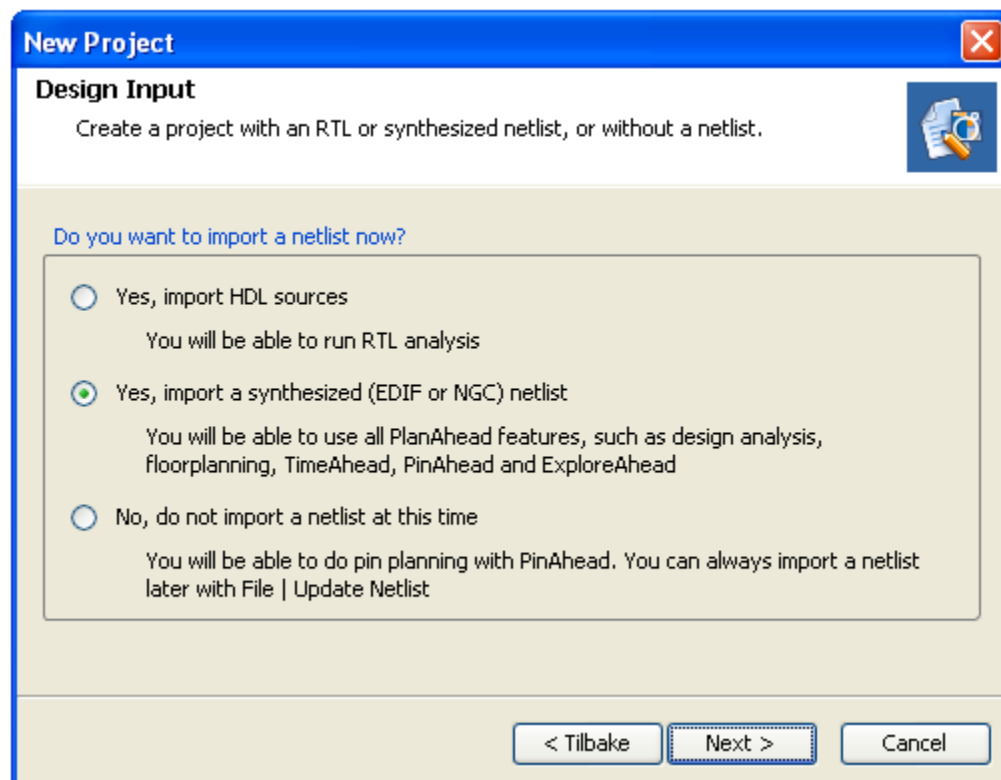 New Project
Design Input
Create a project with an RTL or synthesized netlist, or without a netlist.
Do you want to import a netlist now?
Yes, import HDL sources
You will be able to run RTL analysis
Yes, import a synthesized (EDIF or NGC) netlist
You will be able to use all PlanAhead features, such as design analysis,
floorplanning, TimeAhead, PinAhead and ExploreAhead
No, do not import a netlist at this time
You will be able to do pin planning with PinAhead. You can always import a netlist
later with File | Update Netlist
< Tilbake
Next >
Cancel